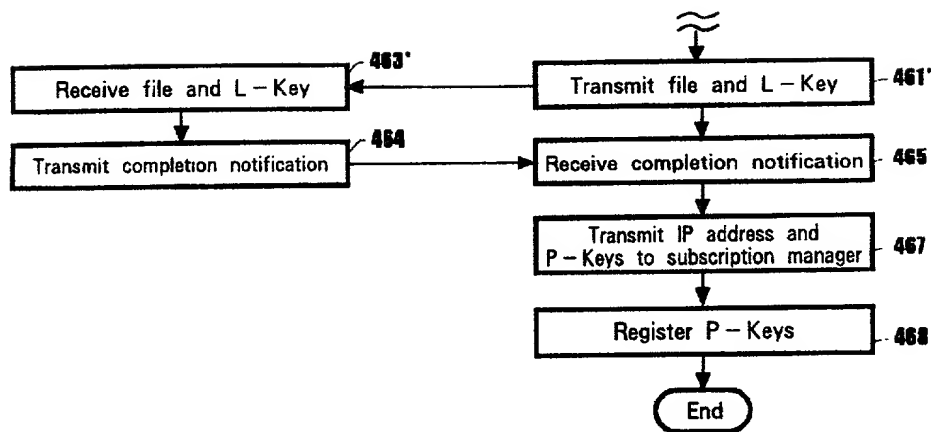 463'
461'
Receive file and L-Key
Transmit file and L-Key
464
465
Transmit completion notification
Receive completion notification
Transmit IP address and
P-Keys to subscription manager
467
Register P-Keys
468
End